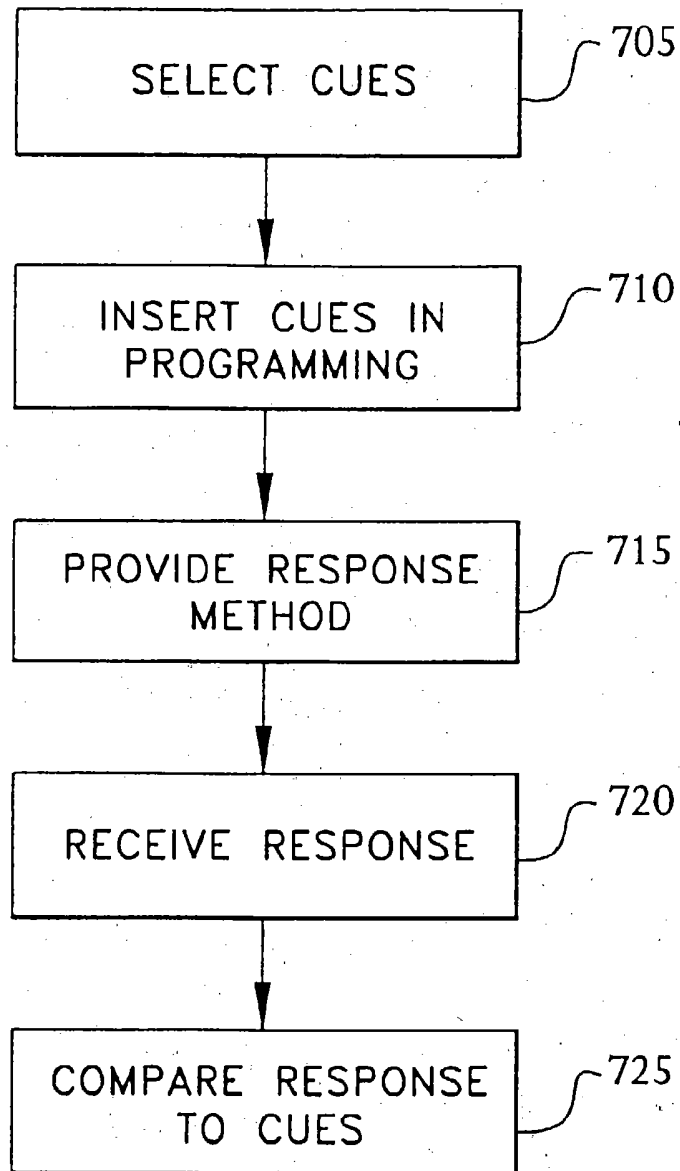 SELECT CUES
705
INSERT CUES IN
PROGRAMMING
710
PROVIDE RESPONSE
METHOD
715
RECEIVE RESPONSE
720
COMPARE RESPONSE
TO CUES
725